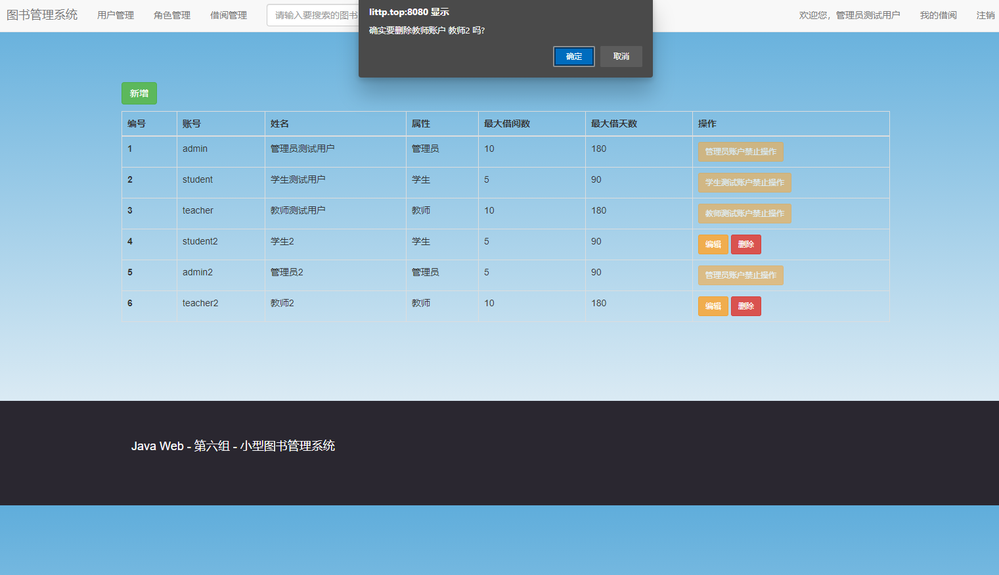 图书管理系统 用户管理 角色管理 借阅管理 请输入要搜索的图书 欢迎您，管理员测试用户 我的借阅 注销
littp.top:8080 显示
确实要删除教师账户 教师2 吗?
确定 取消
新增
编号 账号 姓名 属性 最大借阅数 最大借天数 操作
1 admin 管理员测试用户 管理员 10 180 管理员账户禁止操作
2 student 学生测试用户 学生 5 90 学生测试账户禁止操作
3 teacher 教师测试用户 教师 10 180 教师测试账户禁止操作
4 student2 学生2 学生 5 90 编辑 删除
5 admin2 管理员2 管理员 5 90 管理员账户禁止操作
6 teacher2 教师2 教师 10 180 编辑 删除
Java Web - 第六组 - 小型图书管理系统